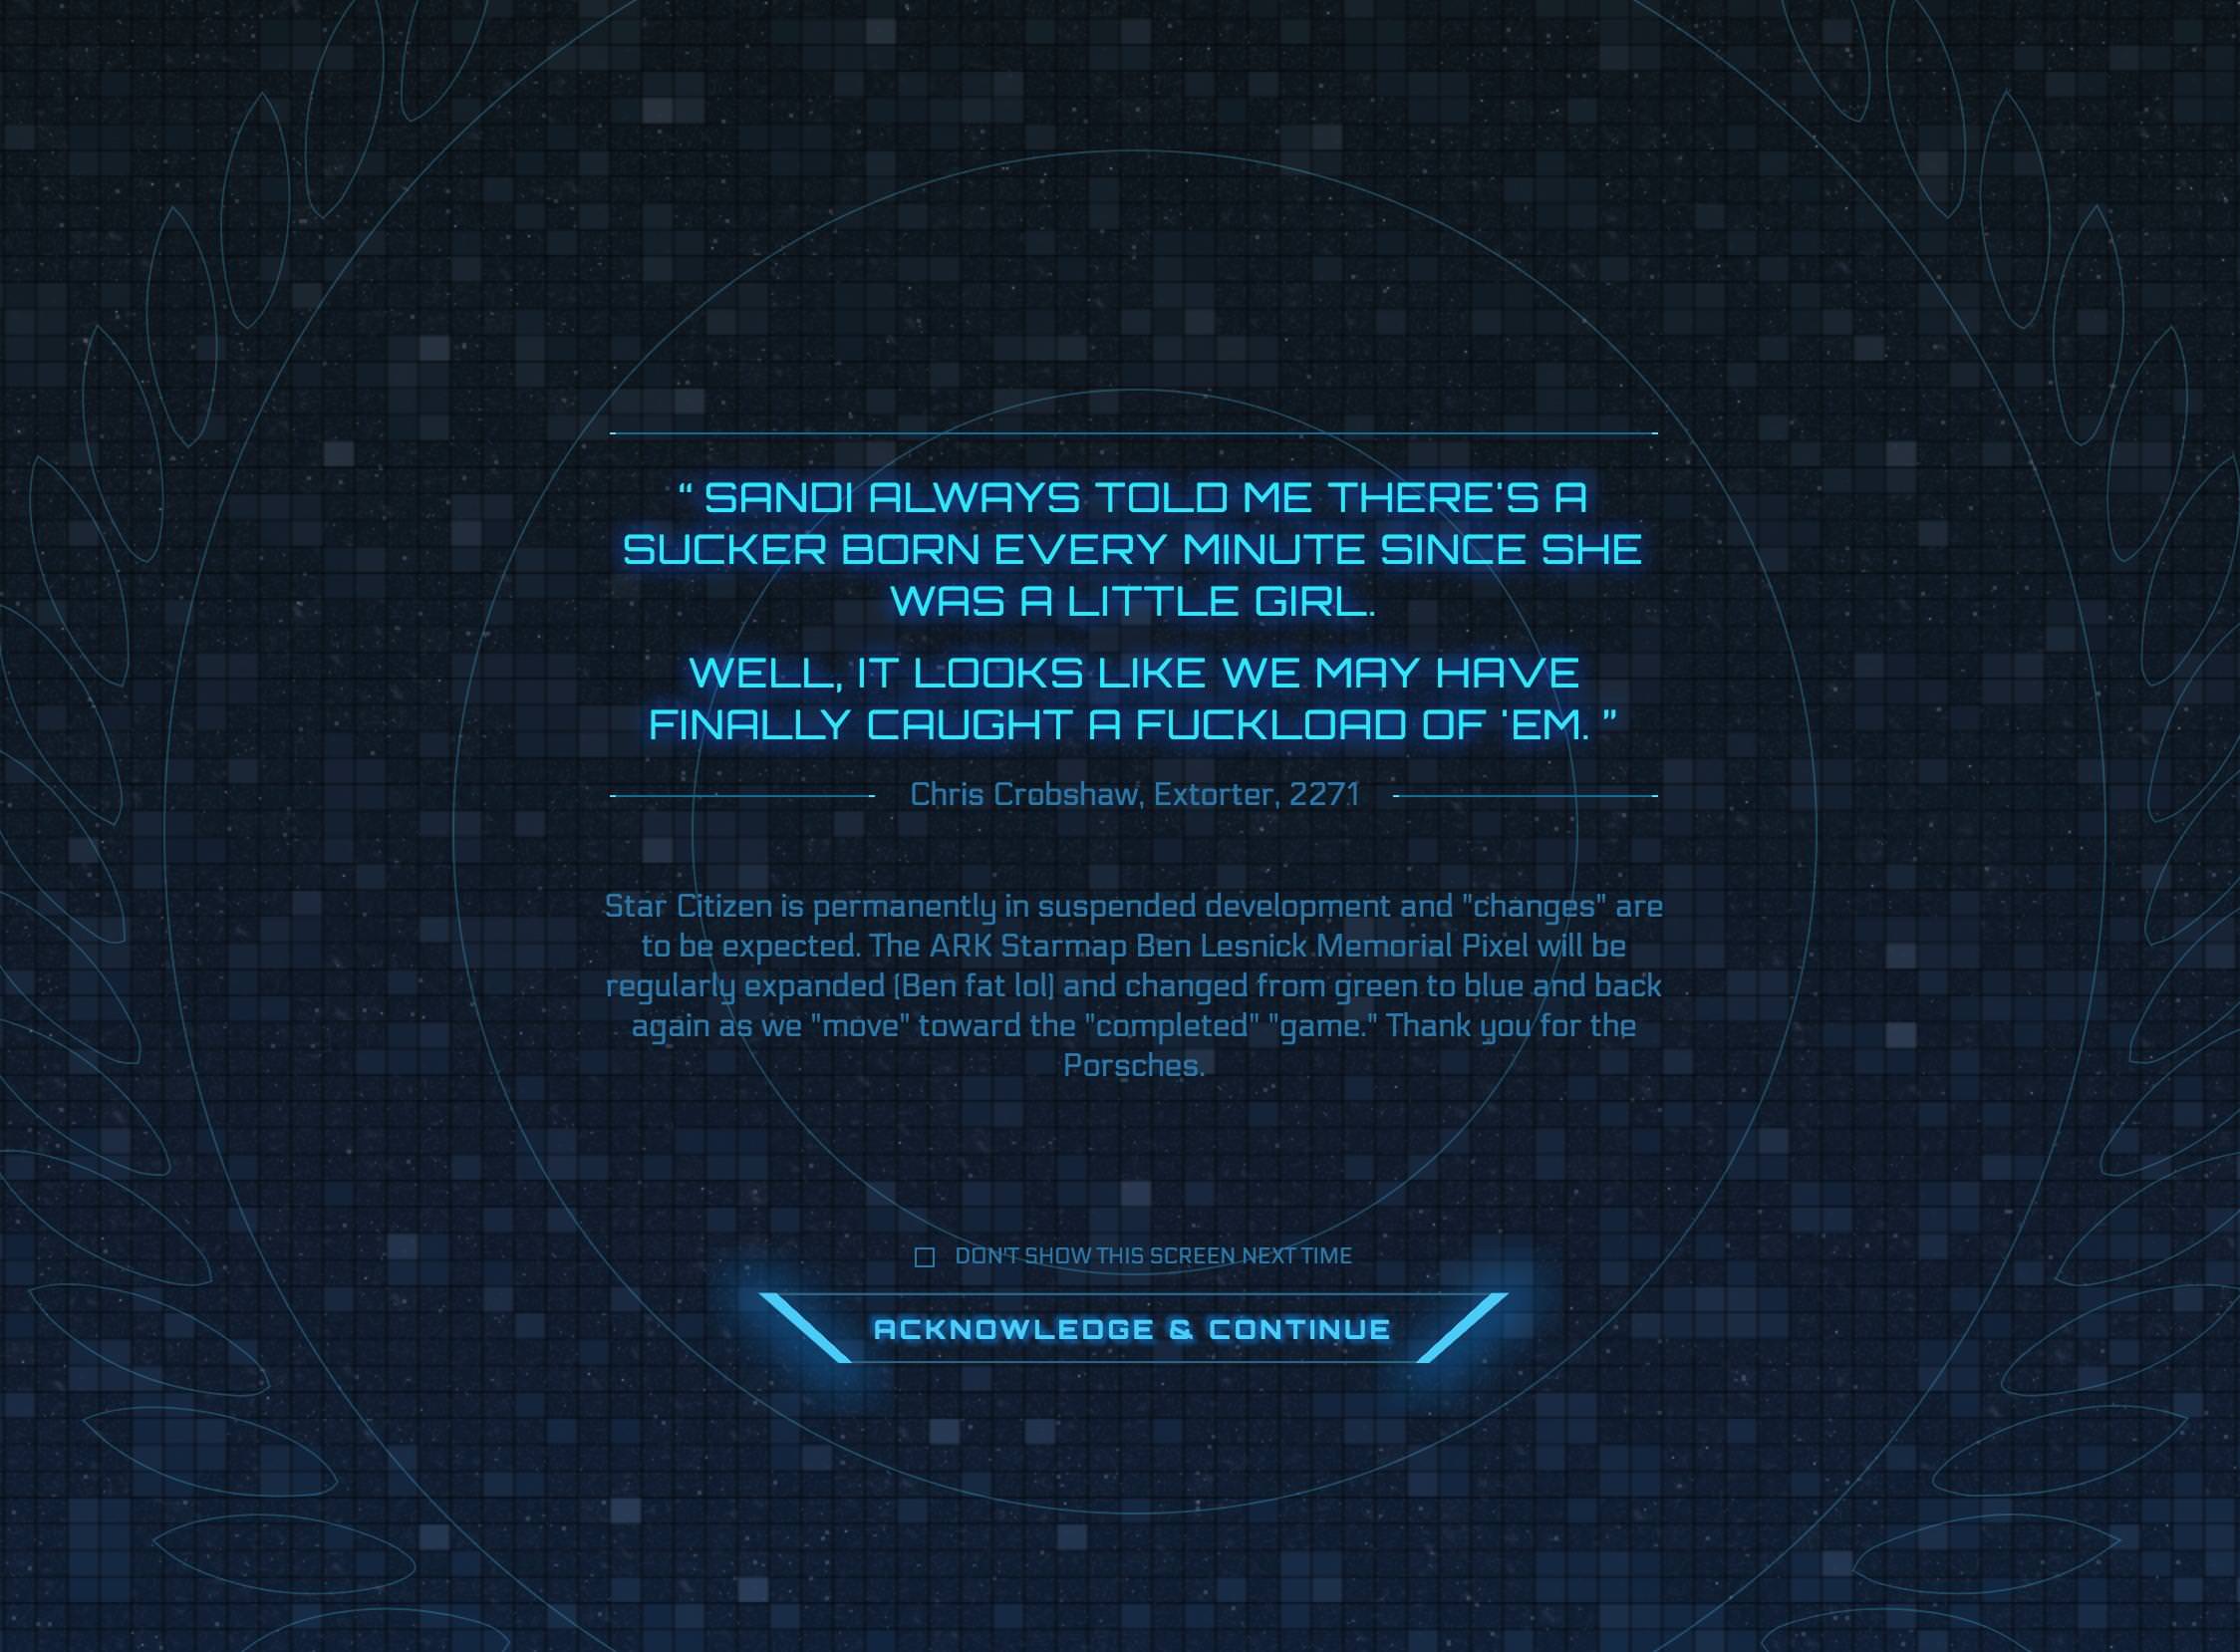 “ SANDI ALWAYS TOLD ME THERE'S A
SUCKER BORN EVERY MINUTE SINCE SHE
WAS A LITTLE GIRL.
WELL, IT LOOKS LIKE WE MAY HAVE
FINALLY CAUGHT A FUCKLOAD OF 'EM. ”
Chris Crobshaw, Extorter, 2271
Star Citizen is permanently in suspended development and "changes" are
to be expected. The ARK Starmap Ben Lesnick Memorial Pixel will be
regularly expanded (Ben fat lol) and changed from green to blue and back
again as we "move" toward the "completed" "game." Thank you for the
Porsches.
DON'T SHOW THIS SCREEN NEXT TIME
ACKNOWLEDGE & CONTINUE